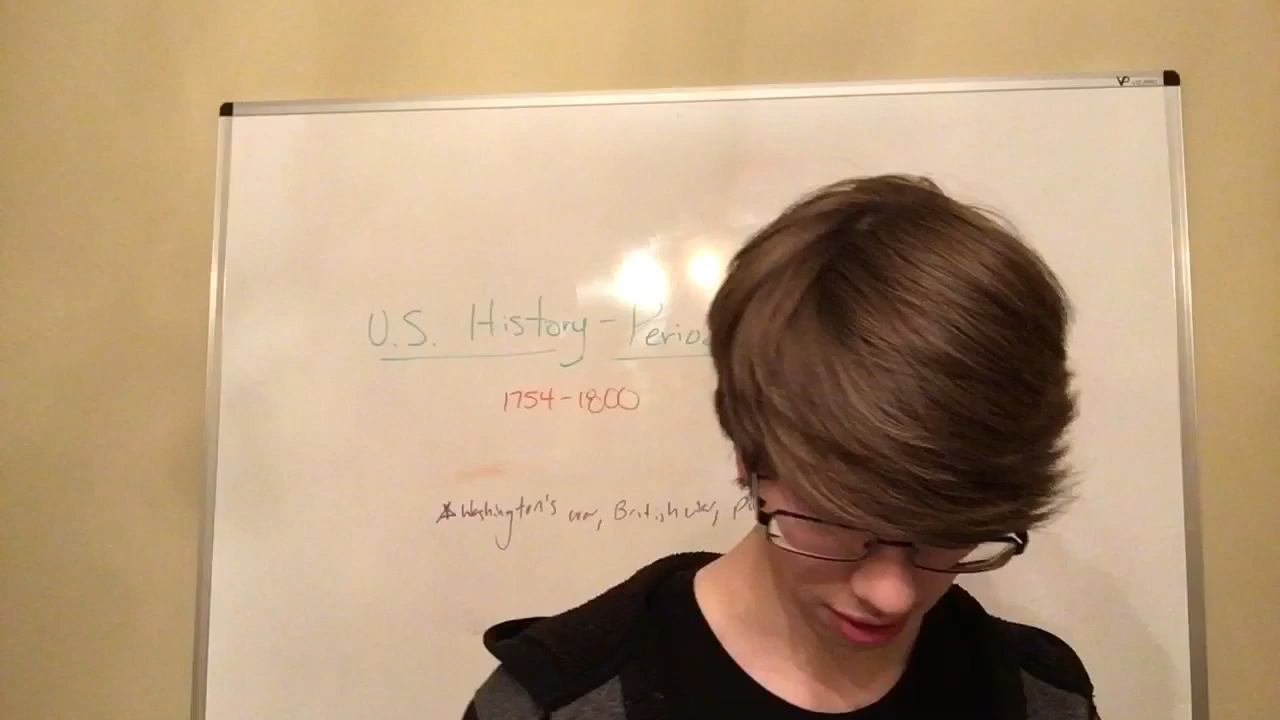 U.S. History - Perio
1754-1800
* Washington's war, British war,